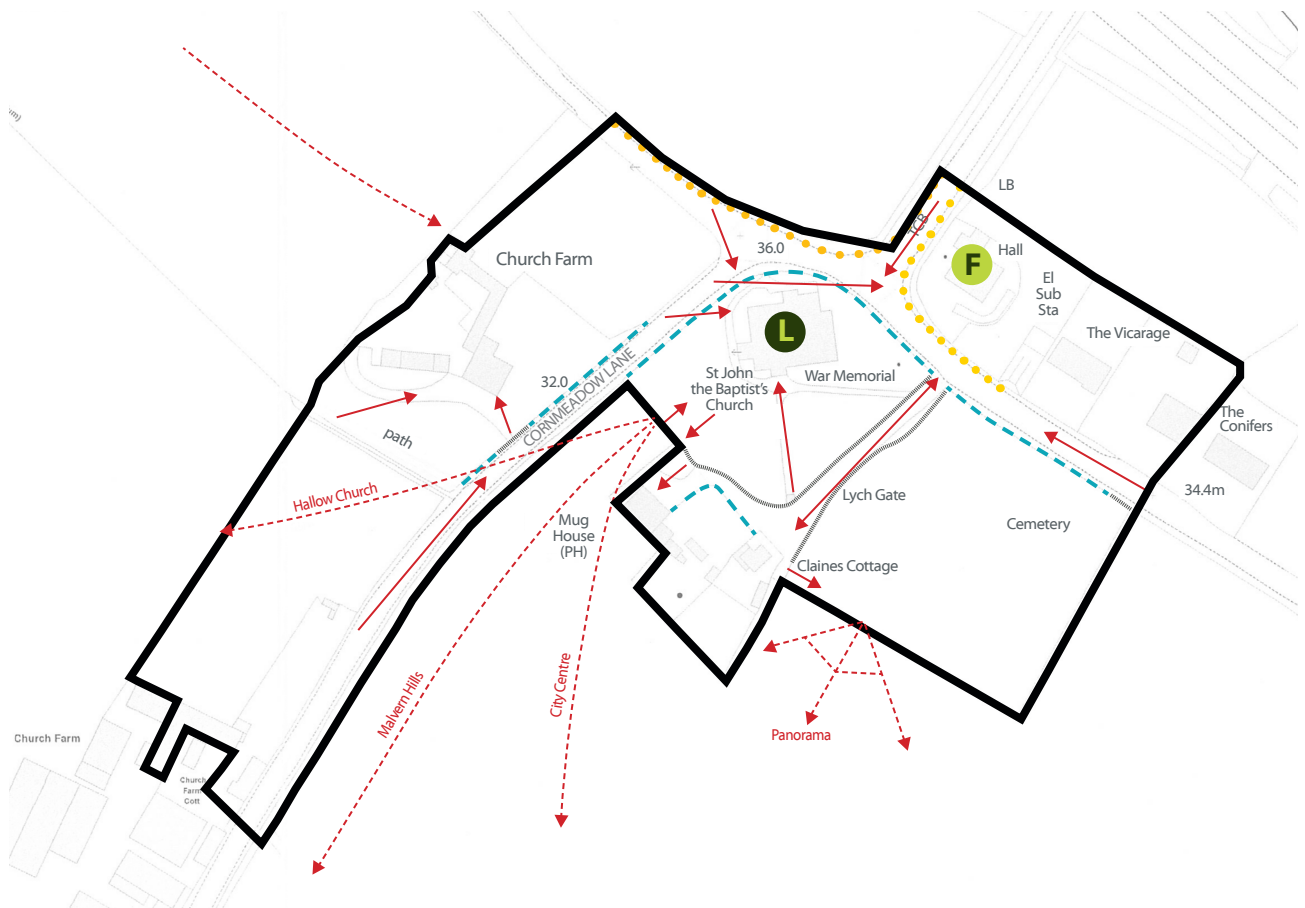 um)
LB
TCB
36.0
F
Hall
Church Farm
El
Sub
Sta
The Vicarage
L
CORNMEADOW LANE
32.0
St John
the Baptist's
Church
War Memorial
The
Conifers
path
Hallow Church
Lych Gate
34.4m
Mug
House
(PH)
Cemetery
Claines Cottage
Malvern Hills
City Centre
Panorama
Church Farm
Church
Farm
Cott